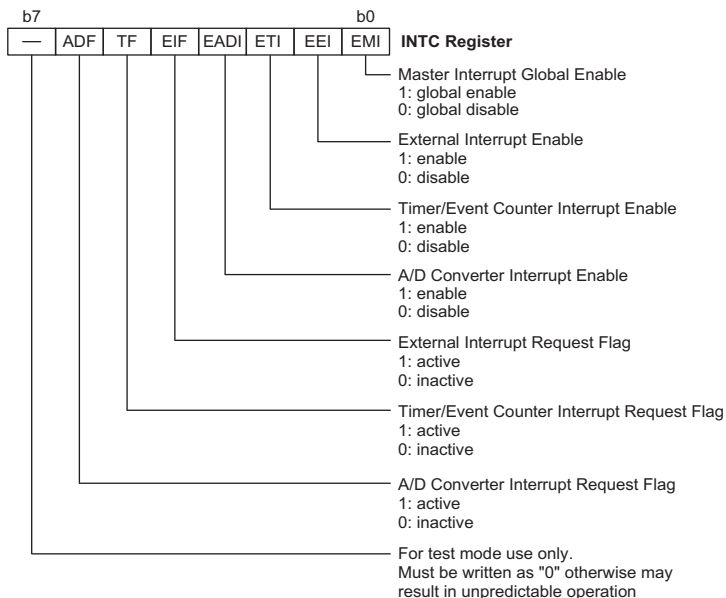 b7 b0
— ADF TF EIF EADI ETI EEI EMI INTC Register
Master Interrupt Global Enable
1: global enable
0: global disable
External Interrupt Enable
1: enable
0: disable
Timer/Event Counter Interrupt Enable
1: enable
0: disable
A/D Converter Interrupt Enable
1: enable
0: disable
External Interrupt Request Flag
1: active
0: inactive
Timer/Event Counter Interrupt Request Flag
1: active
0: inactive
A/D Converter Interrupt Request Flag
1: active
0: inactive
For test mode use only.
Must be written as "0" otherwise may
result in unpredictable operation